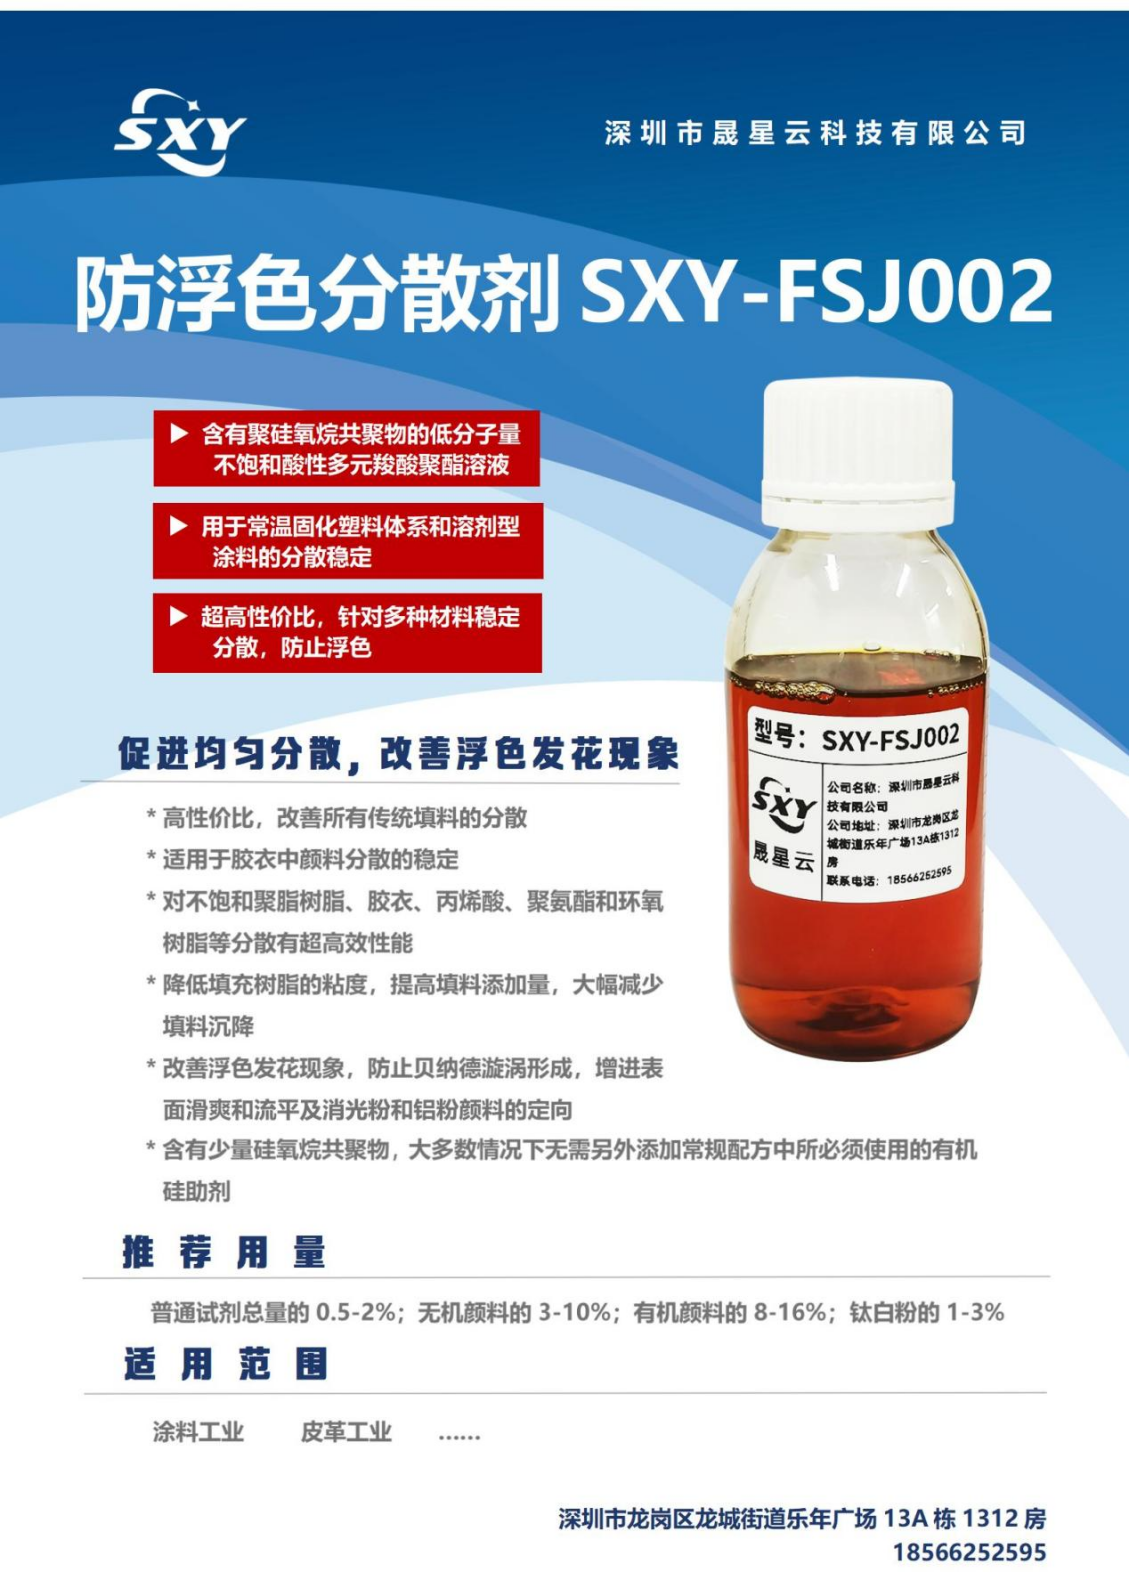 SXY
深圳市晟星云科技有限公司
防浮色分散剂 SXY-FSJ002
▶ 含有聚硅氧烷共聚物的低分子量
不饱和酸性多元羧酸聚酯溶液
▶ 用于常温固化塑料体系和溶剂型
涂料的分散稳定
▶ 超高性价比，针对多种材料稳定
分散，防止浮色
型号：SXY-FSJ002
SXY
晟星云
公司名称：深圳市晟星云科
技有限公司
公司地址：深圳市龙岗区龙
城街道乐年广场13A栋1312
房
联系电话：18566252595
促进均匀分散，改善浮色发花现象
* 高性价比，改善所有传统填料的分散
* 适用于胶衣中颜料分散的稳定
* 对不饱和聚脂树脂、胶衣、丙烯酸、聚氨酯和环氧
树脂等分散有超高效性能
* 降低填充树脂的粘度，提高填料添加量，大幅减少
填料沉降
* 改善浮色发花现象，防止贝纳德漩涡形成，增进表
面滑爽和流平及消光粉和铝粉颜料的定向
* 含有少量硅氧烷共聚物，大多数情况下无需另外添加常规配方中所必须使用的有机
硅助剂
推荐用量
普通试剂总量的 0.5-2%；无机颜料的 3-10%；有机颜料的 8-16%；钛白粉的 1-3%
适用范围
涂料工业 皮革工业 ……
深圳市龙岗区龙城街道乐年广场 13A 栋 1312 房
18566252595